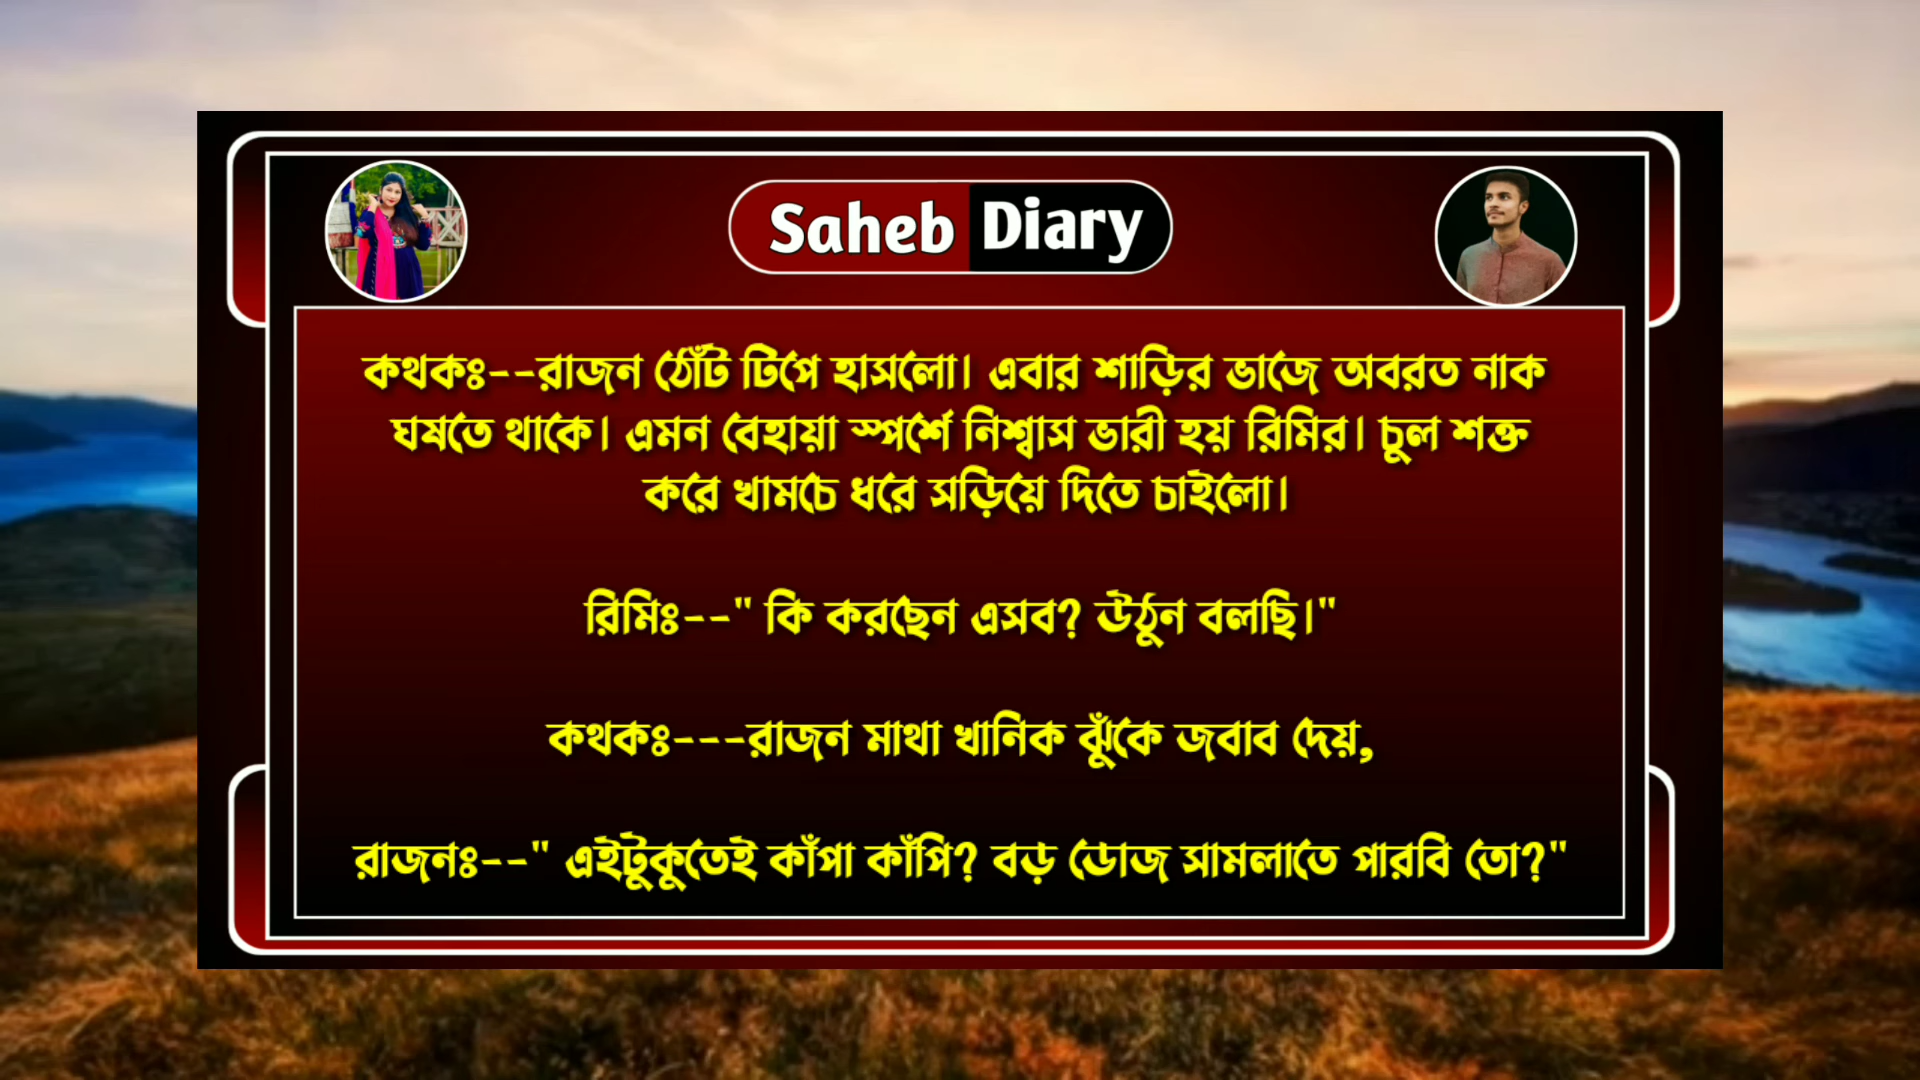 Saheb Diary
কথকঃ--রাজন ঠোঁট টিপে হাসলো। এবার শাড়ির ভাজে অবরত নাক
ঘষতে থাকে। এমন বেহায়া স্পর্শে নিশ্বাস ভারী হয় রিমির। চুল শক্ত
করে খামচে ধরে সড়িয়ে দিতে চাইলো।
রিমিঃ--" কি করছেন এসব? উঠুন বলছি।"
কথকঃ---রাজন মাথা খানিক ঝুঁকে জবাব দেয়,
রাজনঃ--" এইটুকুতেই কাঁপা কাঁপি? বড় ডোজ সামলাতে পারবি তো?"